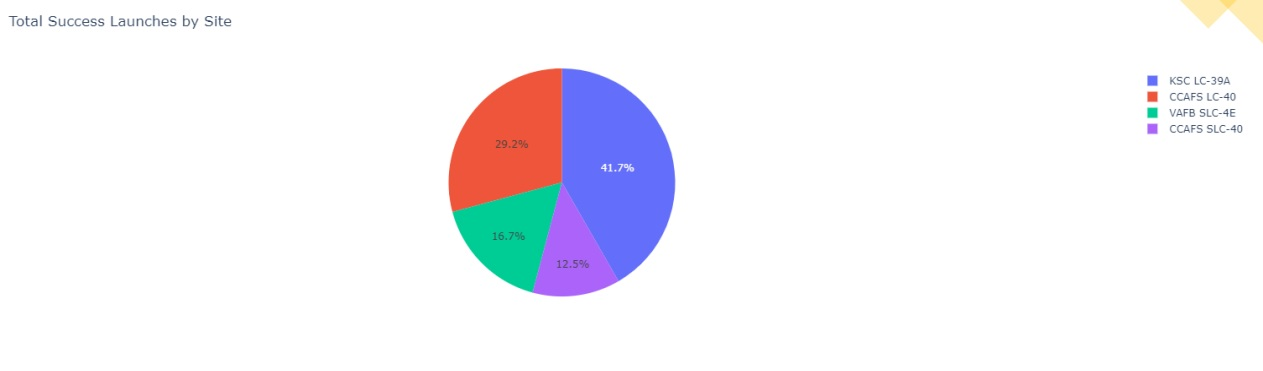 Total Success Launches by Site
KSC LC-39A
CCAFS LC-40
VAFB SLC-4E
CCAFS SLC-40
29.2%
41.7%
16.7%
12.5%